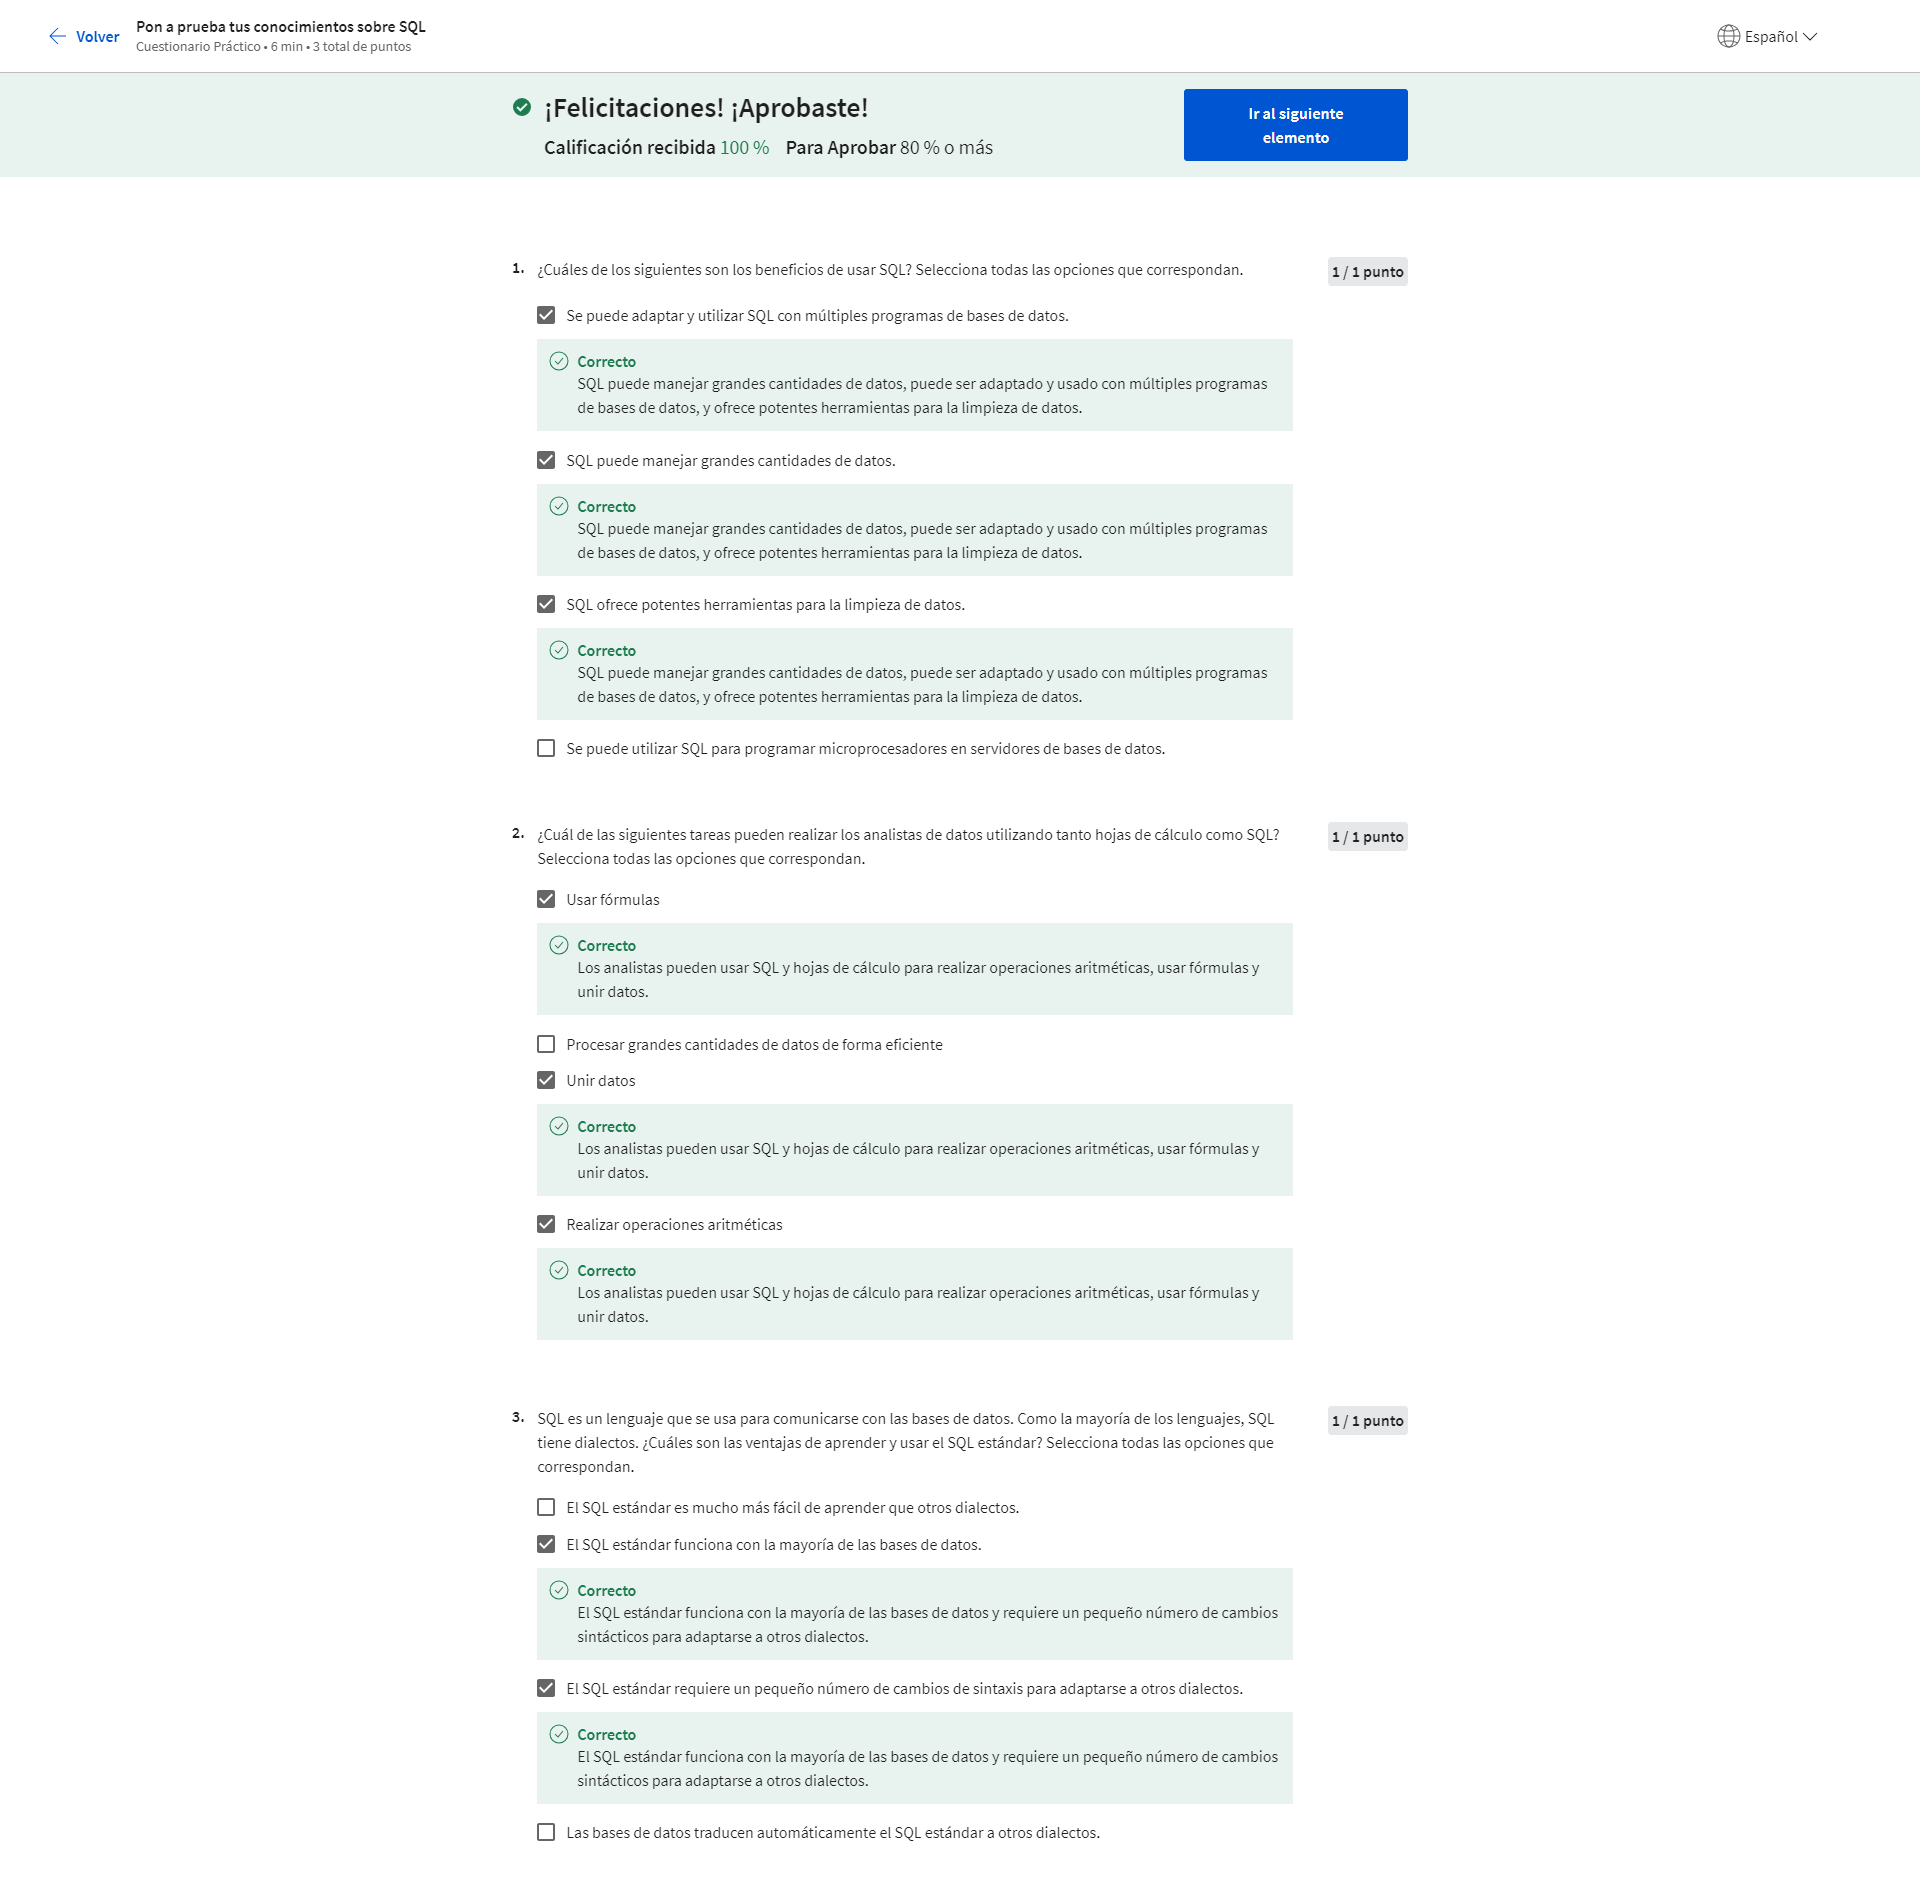 Volver
Pon a prueba tus conocimientos sobre SQL
Cuestionario Práctico • 6 min • 3 total de puntos
Español
¡Felicitaciones! ¡Aprobaste!
Calificación recibida 100 % Para Aprobar 80 % o más
Ir al siguiente
elemento
1. ¿Cuáles de los siguientes son los beneficios de usar SQL? Selecciona todas las opciones que correspondan.
1 / 1 punto
Se puede adaptar y utilizar SQL con múltiples programas de bases de datos.
Correcto
SQL puede manejar grandes cantidades de datos, puede ser adaptado y usado con múltiples programas
de bases de datos, y ofrece potentes herramientas para la limpieza de datos.
SQL puede manejar grandes cantidades de datos.
Correcto
SQL puede manejar grandes cantidades de datos, puede ser adaptado y usado con múltiples programas
de bases de datos, y ofrece potentes herramientas para la limpieza de datos.
SQL ofrece potentes herramientas para la limpieza de datos.
Correcto
SQL puede manejar grandes cantidades de datos, puede ser adaptado y usado con múltiples programas
de bases de datos, y ofrece potentes herramientas para la limpieza de datos.
Se puede utilizar SQL para programar microprocesadores en servidores de bases de datos.
2. ¿Cuál de las siguientes tareas pueden realizar los analistas de datos utilizando tanto hojas de cálculo como SQL?
Selecciona todas las opciones que correspondan.
1 / 1 punto
Usar fórmulas
Correcto
Los analistas pueden usar SQL y hojas de cálculo para realizar operaciones aritméticas, usar fórmulas y
unir datos.
Procesar grandes cantidades de datos de forma eficiente
Unir datos
Correcto
Los analistas pueden usar SQL y hojas de cálculo para realizar operaciones aritméticas, usar fórmulas y
unir datos.
Realizar operaciones aritméticas
Correcto
Los analistas pueden usar SQL y hojas de cálculo para realizar operaciones aritméticas, usar fórmulas y
unir datos.
3. SQL es un lenguaje que se usa para comunicarse con las bases de datos. Como la mayoría de los lenguajes, SQL
tiene dialectos. ¿Cuáles son las ventajas de aprender y usar el SQL estándar? Selecciona todas las opciones que
correspondan.
1 / 1 punto
El SQL estándar es mucho más fácil de aprender que otros dialectos.
El SQL estándar funciona con la mayoría de las bases de datos.
Correcto
El SQL estándar funciona con la mayoría de las bases de datos y requiere un pequeño número de cambios
sintácticos para adaptarse a otros dialectos.
El SQL estándar requiere un pequeño número de cambios de sintaxis para adaptarse a otros dialectos.
Correcto
El SQL estándar funciona con la mayoría de las bases de datos y requiere un pequeño número de cambios
sintácticos para adaptarse a otros dialectos.
Las bases de datos traducen automáticamente el SQL estándar a otros dialectos.